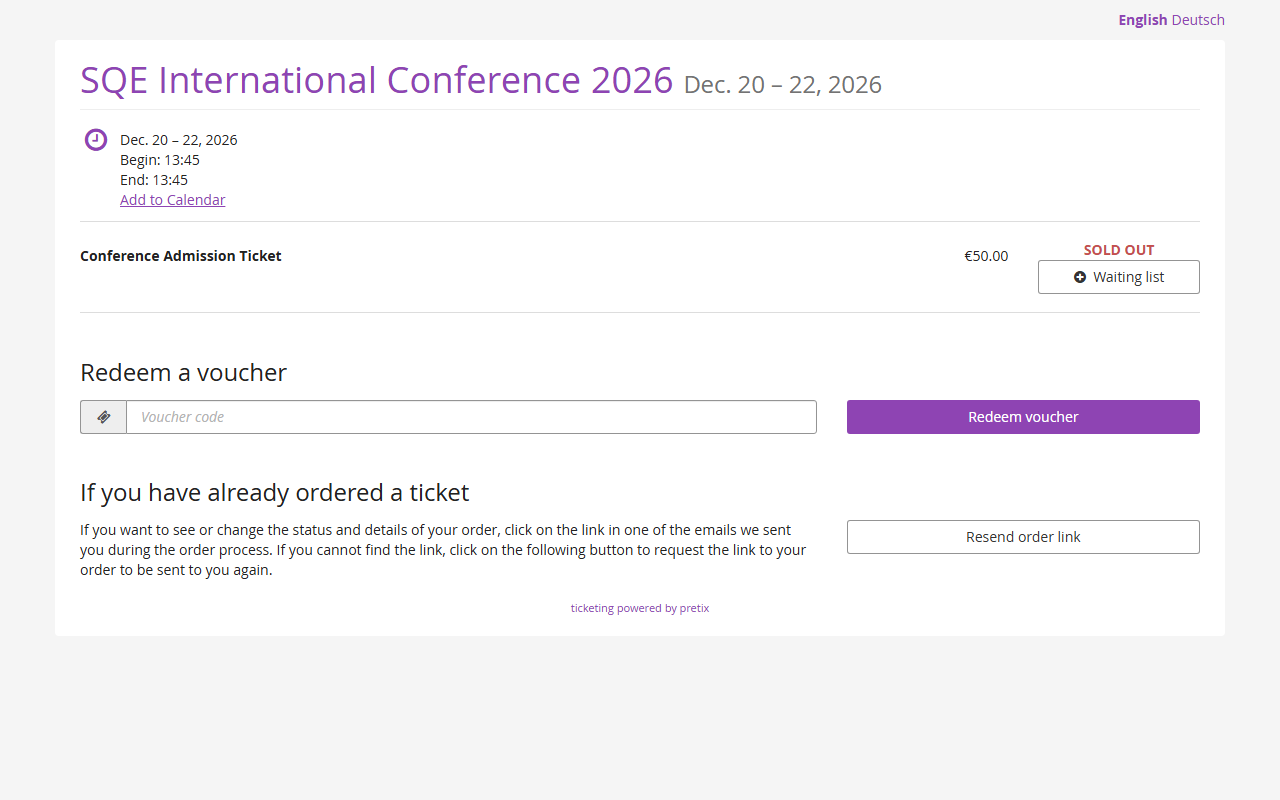 English Deutsch
SQE International Conference 2026 Dec. 20 – 22, 2026
Dec. 20 – 22, 2026
Begin: 13:45
End: 13:45
Add to Calendar
Conference Admission Ticket
€50.00
SOLD OUT
Waiting list
Redeem a voucher
Voucher code
Redeem voucher
If you have already ordered a ticket
If you want to see or change the status and details of your order, click on the link in one of the emails we sent
you during the order process. If you cannot find the link, click on the following button to request the link to your
order to be sent to you again.
Resend order link
ticketing powered by pretix